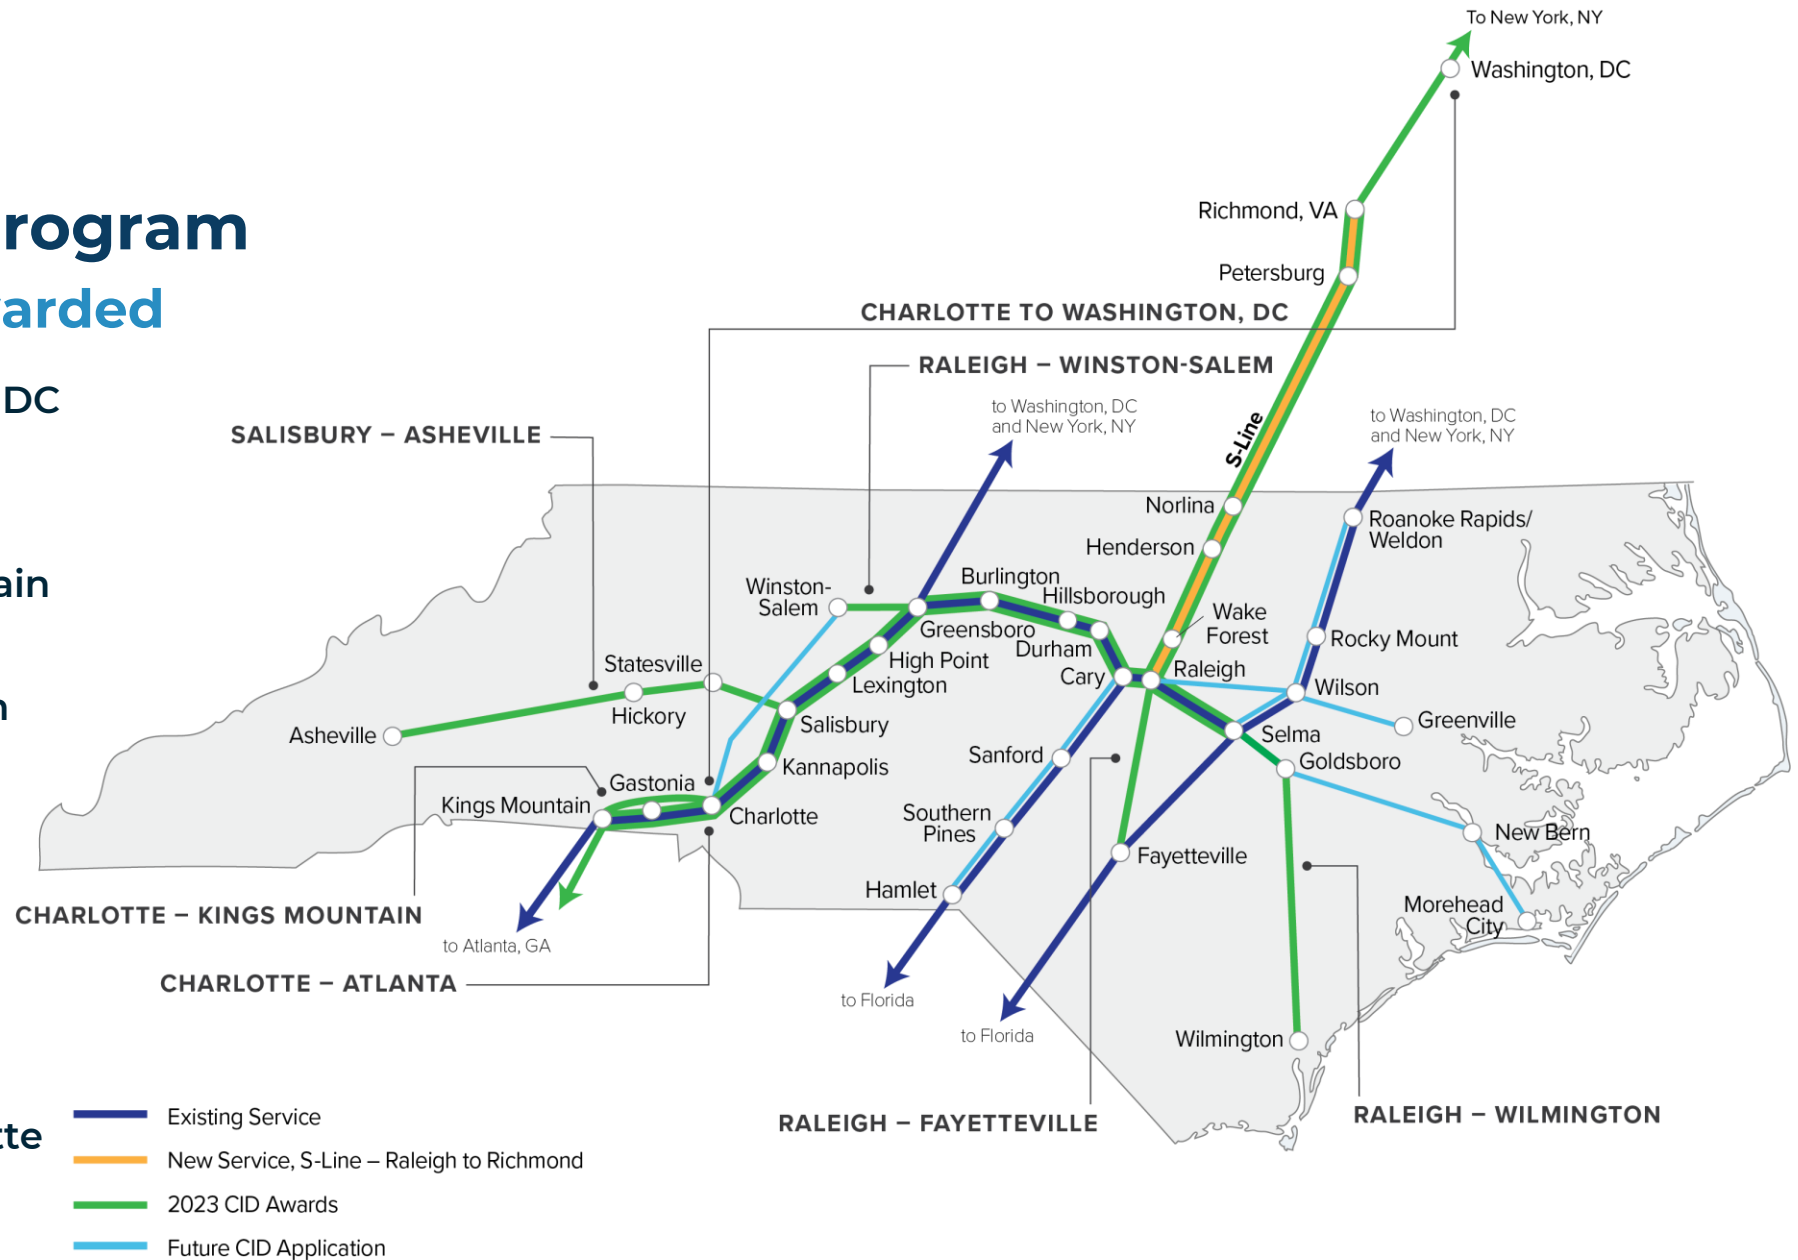 To New York, NY
Washington, DC
rogram
Richmond, VA
Petersburg
arded
CHARLOTTE TO WASHINGTON, DC
RALEIGH – WINSTON-SALEM
DC
to Washington, DC
and New York, NY
to Washington, DC
and New York, NY
SALISBURY – ASHEVILLE
S-Line
Norlina
Roanoke Rapids/
Weldon
Henderson
ain
Winston-
Salem
Burlington
Hillsborough
Wake
Forest
Greensboro
Durham
Rocky Mount
High Point
Statesville
Cary
Raleigh
Lexington
Wilson
n
Hickory
Salisbury
Greenville
Asheville
Selma
Sanford
Goldsboro
Kannapolis
Gastonia
Kings Mountain
Charlotte
Southern
Pines
New Bern
Fayetteville
Hamlet
Morehead
City
CHARLOTTE – KINGS MOUNTAIN
to Atlanta, GA
CHARLOTTE – ATLANTA
to Florida
to Florida
Wilmington
RALEIGH – FAYETTEVILLE
RALEIGH – WILMINGTON
tte
Existing Service
New Service, S-Line – Raleigh to Richmond
2023 CID Awards
Future CID Application